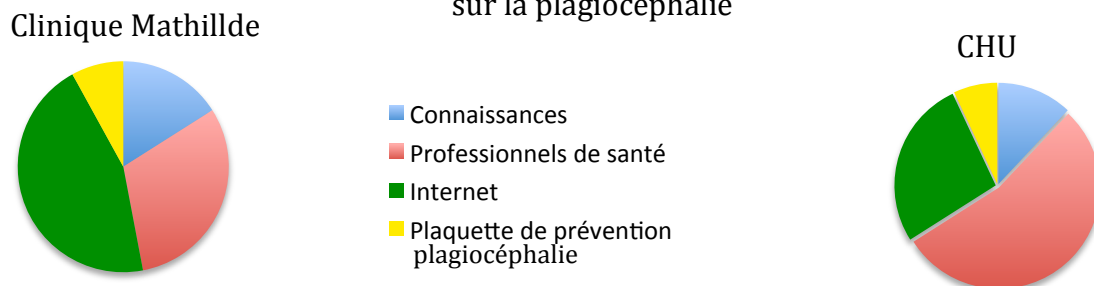 sur la plagiocéphalie
Clinique Mathillde
CHU
Connaissances
Professionnels de santé
Internet
Plaquette de prévention
plagiocéphalie